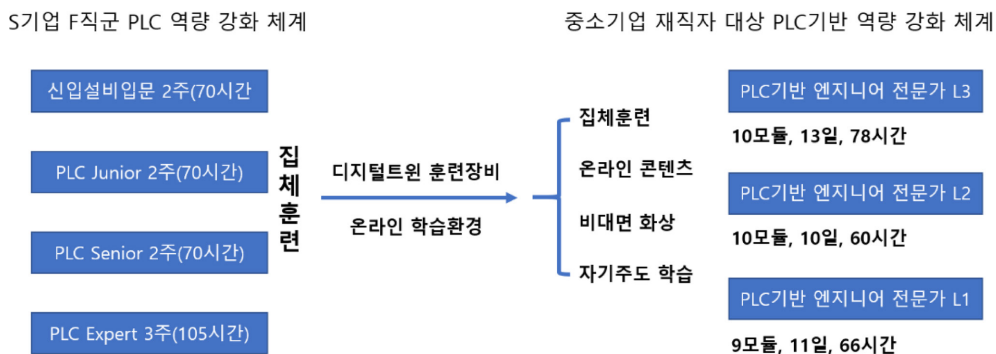 S기업 F직군 PLC 역량 강화 체계
신입설비입문 2주(70시간
PLC Junior 2주(70시간)
PLC Senior 2주(70시간)
PLC Expert 3주(105시간)
집
체
훈
련
디지털트윈 훈련장비
온라인 학습환경
중소기업 재직자 대상 PLC기반 역량 강화 체계
집체훈련
온라인 콘텐츠
비대면 화상
자기주도 학습
PLC기반 엔지니어 전문가 L3
10모듈, 13일, 78시간
PLC기반 엔지니어 전문가 L2
10모듈, 10일, 60시간
PLC기반 엔지니어 전문가 L1
9모듈, 11일, 66시간